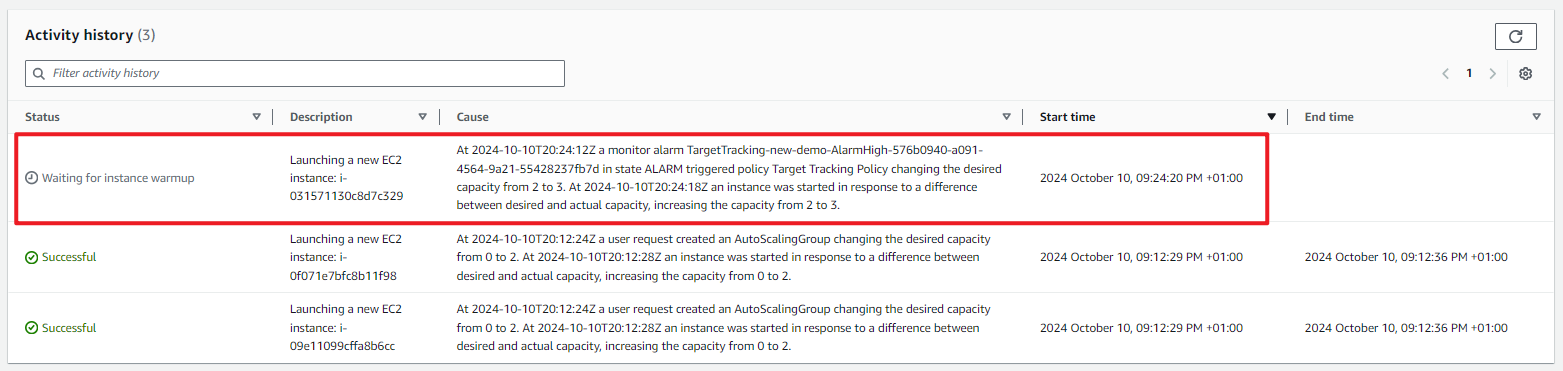 Activity history (3)
Filter activity history
1
Status Description Cause Start time End time
Waiting for instance warmup
Launching a new EC2
instance: i-
031571130c8d7c329
At 2024-10-10T20:24:12Z a monitor alarm TargetTracking-new-demo-AlarmHigh-576b0940-a091-
4564-9a21-55428237fb7d in state ALARM triggered policy Target Tracking Policy changing the desired
capacity from 2 to 3. At 2024-10-10T20:24:18Z an instance was started in response to a difference
between desired and actual capacity, increasing the capacity from 2 to 3.
2024 October 10, 09:24:20 PM +01:00
Successful
Launching a new EC2
instance: i-
0f071e7bfc8b11f98
At 2024-10-10T20:12:24Z a user request created an AutoScalingGroup changing the desired capacity
from 0 to 2. At 2024-10-10T20:12:28Z an instance was started in response to a difference between
desired and actual capacity, increasing the capacity from 0 to 2.
2024 October 10, 09:12:29 PM +01:00
2024 October 10, 09:12:36 PM +01:00
Successful
Launching a new EC2
instance: i-
09e11099cffa8b6cc
At 2024-10-10T20:12:24Z a user request created an AutoScalingGroup changing the desired capacity
from 0 to 2. At 2024-10-10T20:12:28Z an instance was started in response to a difference between
desired and actual capacity, increasing the capacity from 0 to 2.
2024 October 10, 09:12:29 PM +01:00
2024 October 10, 09:12:36 PM +01:00